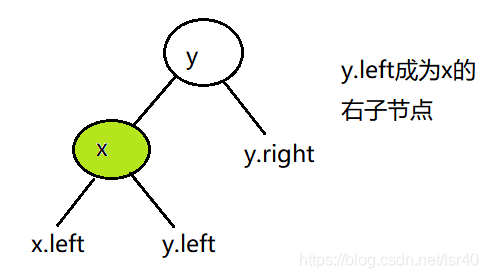 y
y.left成为x的
右子节点
x
y.right
x.left
y.left
https://blog.csdn.net/lsr40